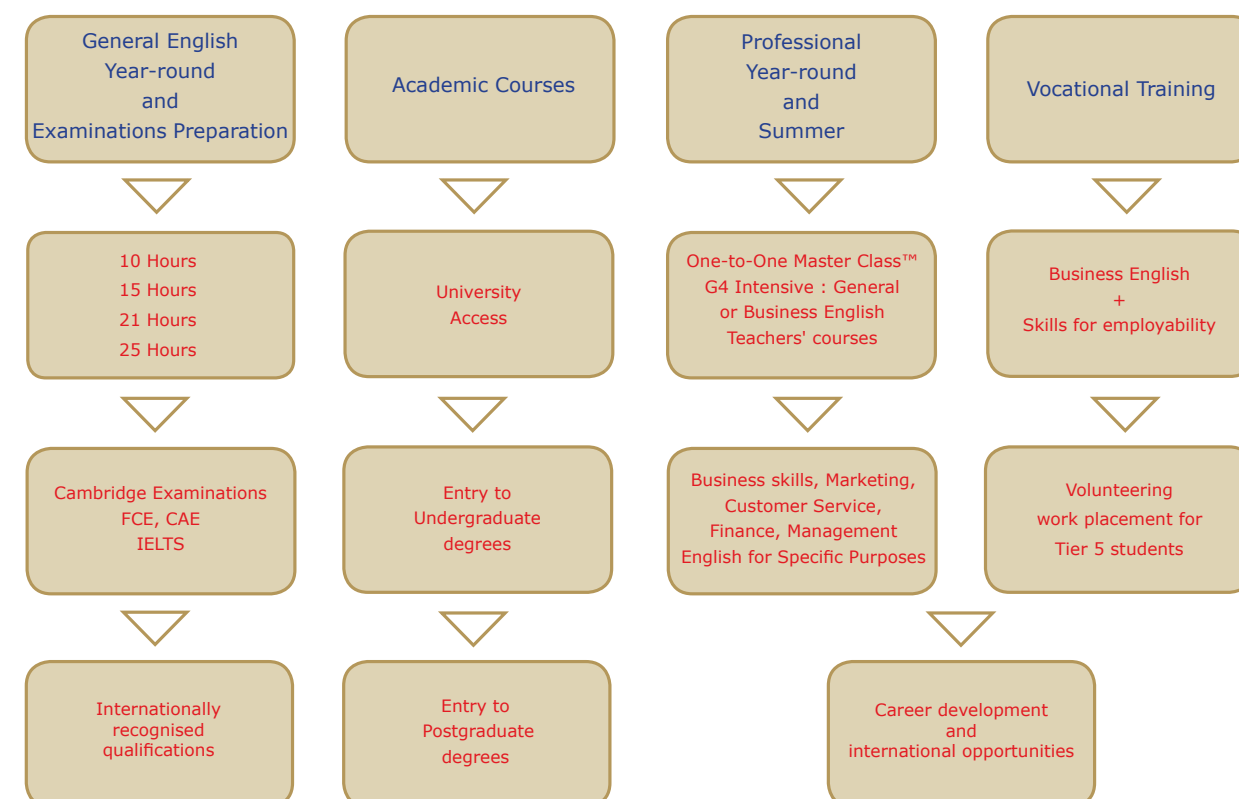 General English
Year-round
and
Examinations Preparation
Academic Courses
Professional
Year-round
and
Summer
Vocational Training
10 Hours
15 Hours
21 Hours
25 Hours
University
Access
One-to-One Master Class™
G4 Intensive : General
or Business English
Teachers' courses
Business English
+
Skills for employability
Cambridge Examinations
FCE, CAE
IELTS
Entry to
Undergraduate
degrees
Business skills, Marketing,
Customer Service,
Finance, Management
English for Specific Purposes
Volunteering
work placement for
Tier 5 students
Internationally
recognised
qualifications
Entry to
Postgraduate
degrees
Career development
and
international opportunities